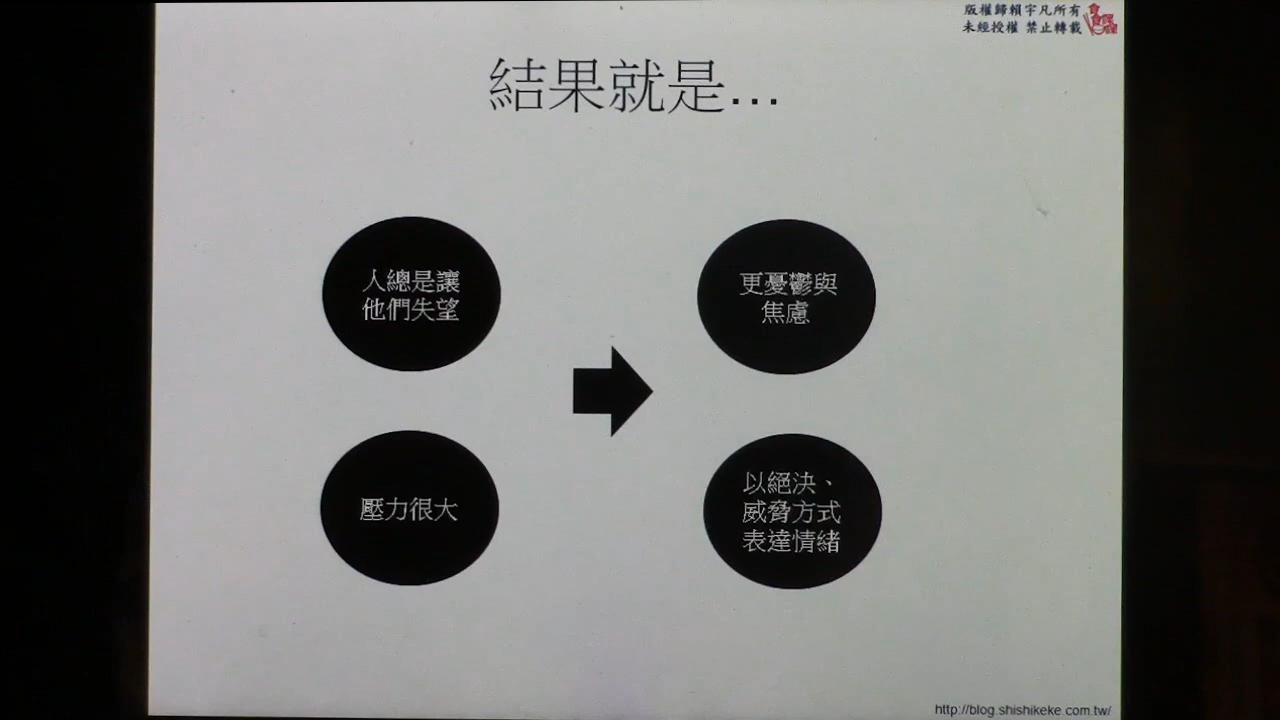 版權歸賴宇凡所有
未經授權 禁止轉載
結果就是...
人總是讓
他們失望
壓力很大
更憂鬱與
焦慮
以絕決、
威脅方式
表達情緒
http://blog.shishikeke.com.tw/